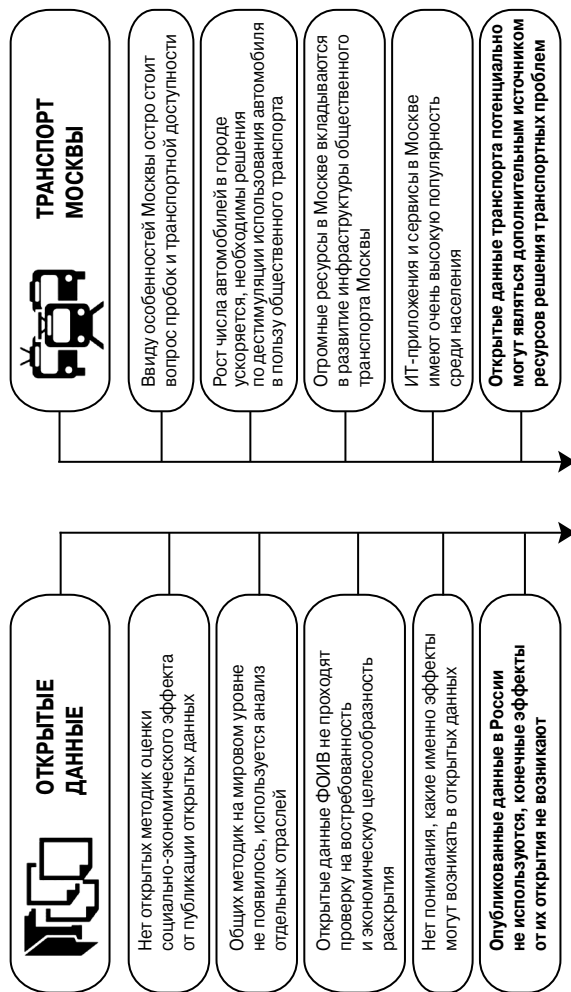 ОТКРЫТЫЕ
ДАННЫЕ
Нет открытых методик оценки
социально-экономического эффекта
от публикации открытых данных
Общих методик на мировом уровне
не появилось, используется анализ
отдельных отраслей
Открытые данные ФОИВ не проходят
проверку на востребованность
и экономическую целесообразность
раскрытия
Нет понимания, какие именно эффекты
могут возникать в открытых данных
Опубликованные данные в России
не используются, конечные эффекты
от их открытия не возникают
ТРАНСПОРТ
МОСКВЫ
Ввиду особенностей Москвы остро стоит
вопрос пробок и транспортной доступности
Рост числа автомобилей в городе
ускоряется, необходимы решения
по дестимуляции использования автомобиля
в пользу общественного транспорта
Огромные ресурсы в Москве вкладываются
в развитие инфраструктуры общественного
транспорта Москвы
ИТ-приложения и сервисы в Москве
имеют очень высокую популярность
среди населения
Открытые данные транспорта потенциально
могут являться дополнительным источником
ресурсов решения транспортных проблем